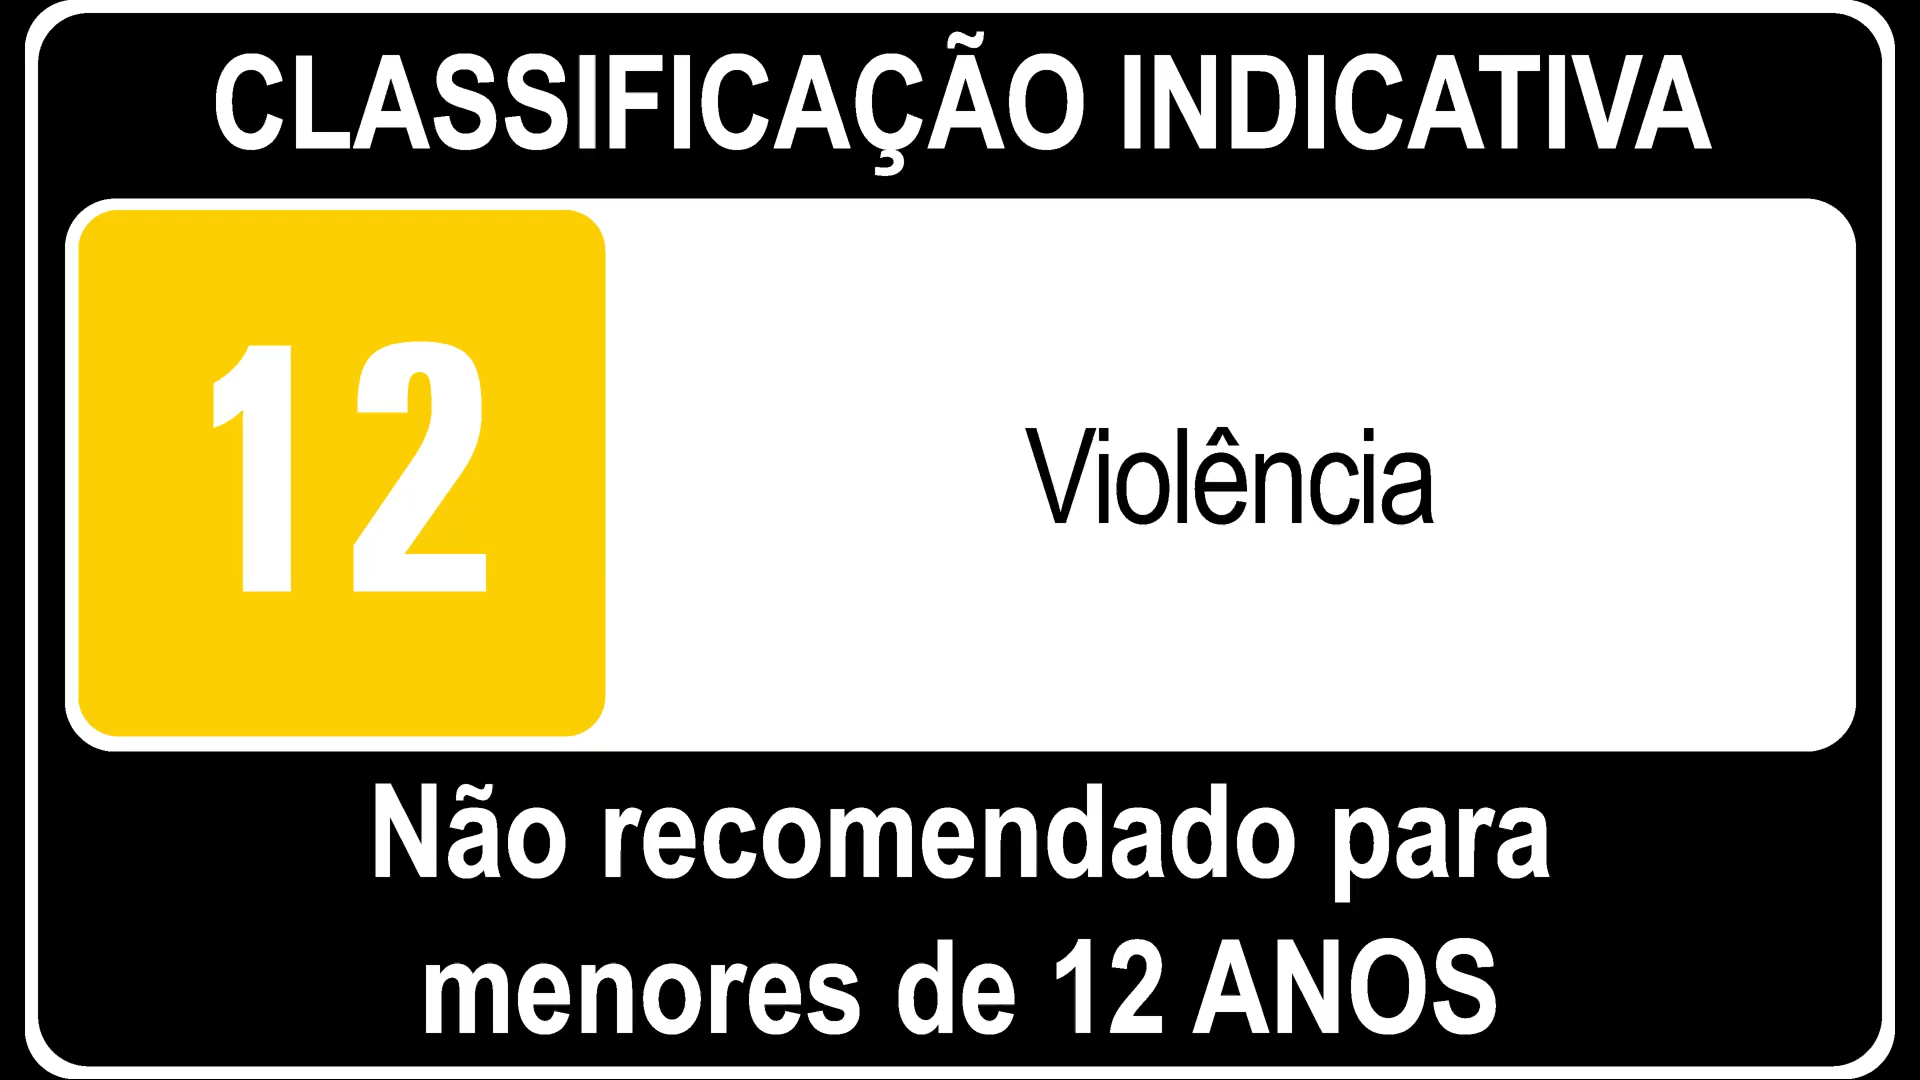 CLASSIFICAÇÃO INDICATIVA
12
Violência
Não recomendado para
menores de 12 ANOS